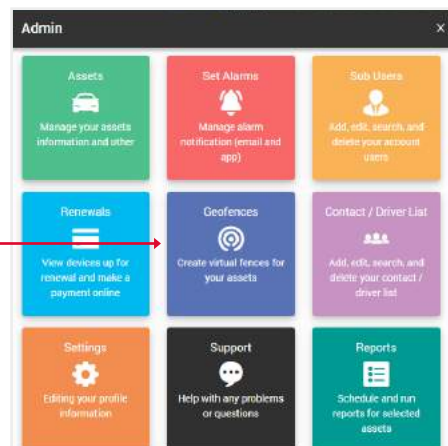 Admin
×
Assets
Manage your assets
information and other
Set Alarms
Manage alarm
notification (email and
app)
Sub Users
Add, edit, search, and
delete your account
users
Renewals
View devices up for
renewal and make a
payment online
Geofences
Create virtual fences for
your assets
Contact / Driver List
Add, edit, search, and
delete your contact /
driver list
Settings
Editing your profile
information
Support
Help with any problems
or questions
Reports
Schedule and run
reports for selected
assets